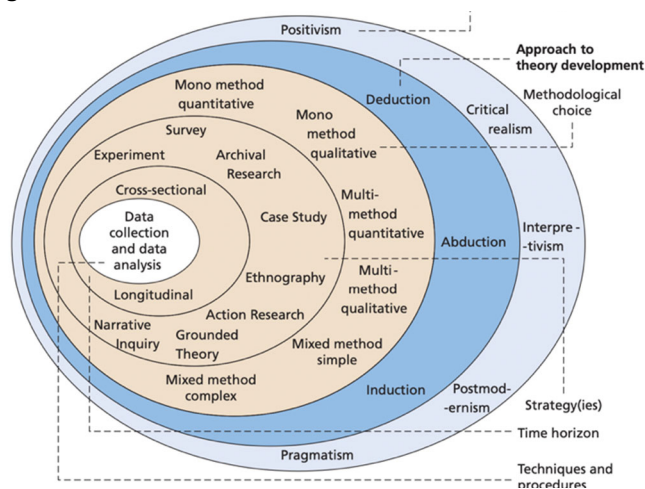 Positivism
Approach to
theory development
Mono method
quantitative
Deduction
Methodological
choice
Critical
realism
Mono
method
qualitative
Survey
Experiment
Archival
Research
Cross-sectional
Multi-
method
quantitative
Data
collection
and data
analysis
Case Study
Abduction
Interpre-
-tivism
Ethnography
Multi-
method
qualitative
Longitudinal
Action Research
Narrative
Inquiry
Grounded
Theory
Mixed method
simple
Mixed method
complex
Induction
Postmod-
-ernism
Strategy(ies)
Time horizon
Pragmatism
Techniques and
procedures